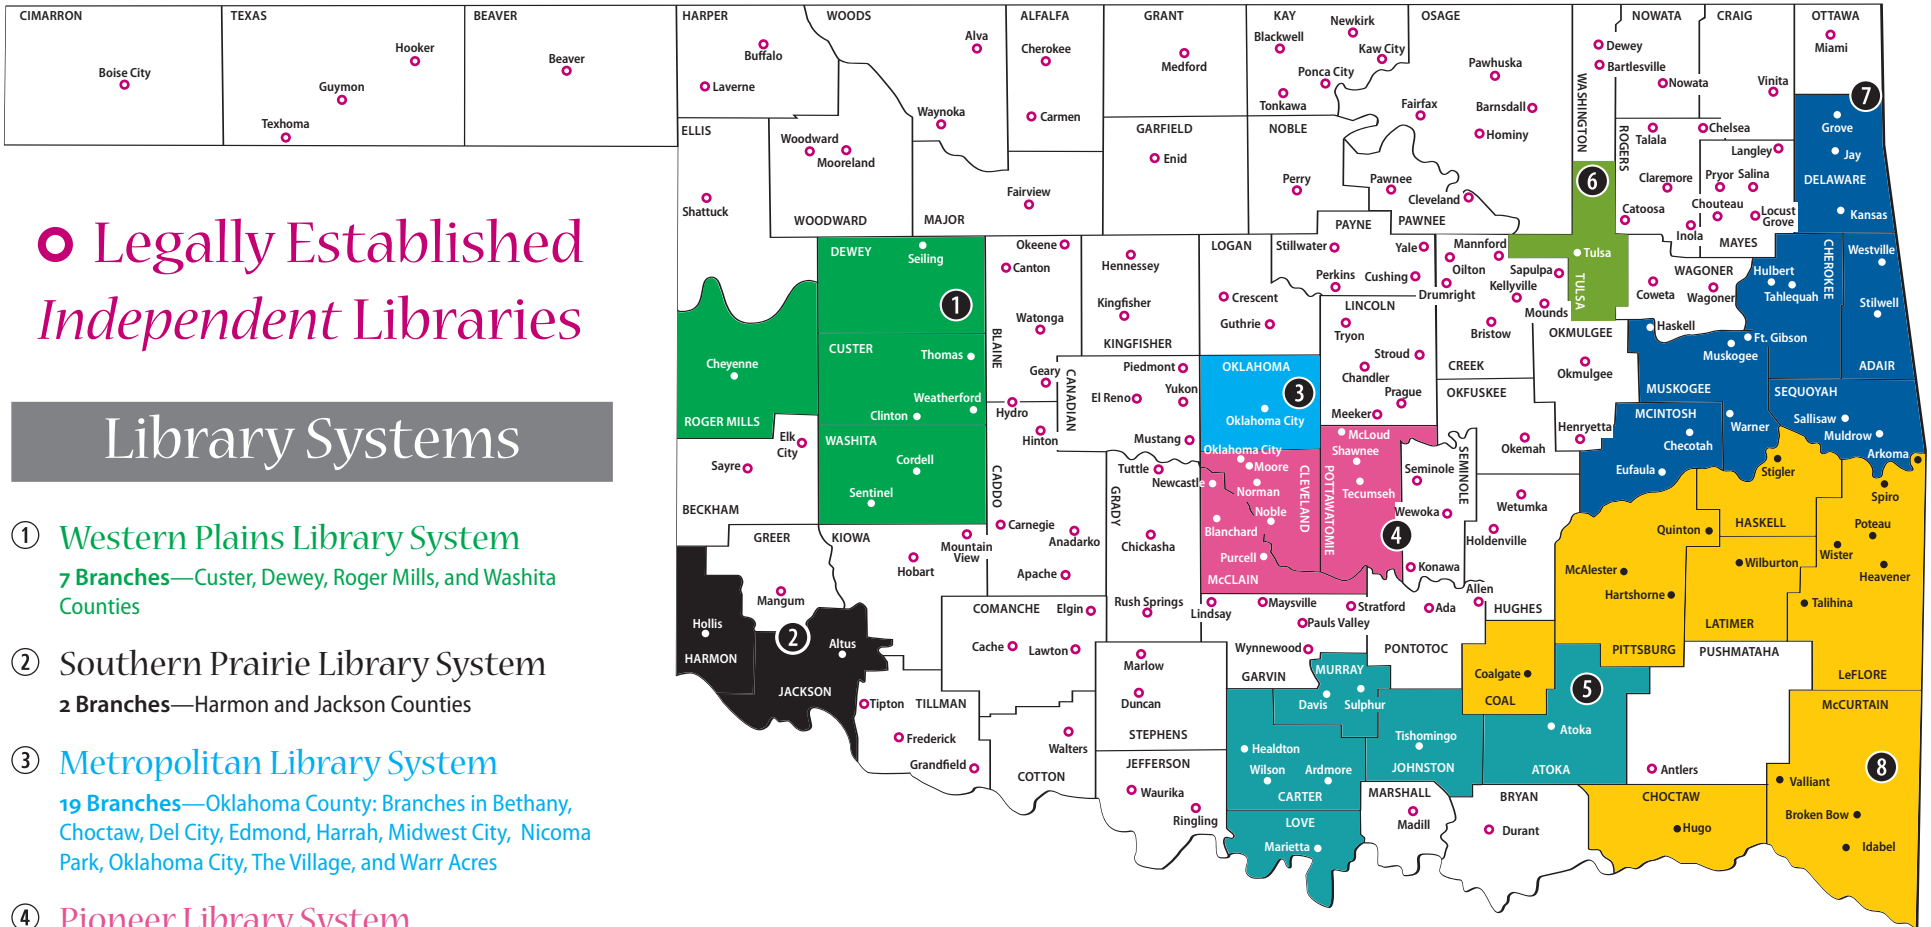 CIMARRON
TEXAS
BEAVER
HARPER
WOODS
ALFALFA
GRANT
KAY
OSAGE
NOWATA
CRAIG
OTTAWA
Boise City
Hooker
Guymon
Texhoma
Beaver
Buffalo
Laverne
Alva
Waynoka
Cherokee
Carmen
Medford
Blackwell
Newkirk
Kaw City
Ponca City
Tonkawa
Pawhuska
Fairfax
Barnsdall
Hominy
WASHINGTON
Dewey
Bartlesville
Nowata
Vinita
Miami
7
ELLIS
Shattuck
Woodward
Mooreland
WOODWARD
MAJOR
Fairview
GARFIELD
Enid
NOBLE
Perry
Pawnee
Cleveland
PAYNE
PAWNEE
6
ROGERS
Talala
Chelsea
Langley
Claremore
Pryor
Salina
Chouteau
Locust
Grove
Catoosa
Inola
MAYES
Grove
Jay
DELAWARE
Kansas
Legally Established
Independent Libraries
DEWEY
Seiling
1
Okeene
Canton
Watonga
BLAINE
Geary
Hydro
Hennessey
Kingfisher
KINGFISHER
LOGAN
Crescent
Guthrie
Stillwater
Yale
Perkins
Cushing
Mannford
Oilton
Drumright
Sapulpa
Kellyville
Mounds
Bristow
CREEK
Tulsa
TULSA
WAGONER
Coweta
Wagoner
CHEROKEE
Hulbert
Tahlequah
Westville
Stilwell
ADAIR
LINCOLN
Tryon
Stroud
Chandler
Prague
Meeker
OKMULGEE
Okmulgee
Haskell
Ft. Gibson
Muskogee
MUSKOGEE
SEQUOYAH
Sallisaw
Muldrow
Arkoma
Warner
Cheyenne
ROGER MILLS
CUSTER
Thomas
Weatherford
Clinton
WASHITA
Cordell
Sentinel
CANADIAN
Piedmont
El Reno
Yukon
Mustang
Hinton
OKLAHOMA
3
Oklahoma City
OKFUSKEE
Okemah
Henryetta
MCINTOSH
Checotah
Eufaula
Stigler
Library Systems
Elk
City
Sayre
BECKHAM
CADDO
Carnegie
Anadarko
Apache
GRADY
Tuttle
Newcastle
Chickasha
Rush Springs
Oklahoma City
Moore
Norman
Noble
CLEVELAND
Blanchard
Purcell
McCLAIN
McLoud
Shawnee
Tecumseh
POTTAWATOMIE
4
SEMINOLE
Seminole
Wewoka
Konawa
Wetumka
Holdenville
HUGHES
Allen
Spiro
Poteau
Wister
Heavener
Talihina
LeFLORE
HASKELL
Quinton
Wilburton
LATIMER
McAlester
Hartshorne
PITTSBURG
1 Western Plains Library System
7 Branches—Custer, Dewey, Roger Mills, and Washita
Counties
GREER
Mangum
KIOWA
Mountain
View
Hobart
2 Southern Prairie Library System
2 Branches—Harmon and Jackson Counties
Hollis
HARMON
2
Altus
JACKSON
COMANCHE
Elgin
Cache
Lawton
Lindsay
Maysville
Pauls Valley
Wynnewood
GARVIN
Stratford
Ada
PONTOTOC
Coalgate
COAL
PUSHMATAHA
Antlers
Tipton
TILLMAN
Frederick
Grandfield
Marlow
Duncan
STEPHENS
Walters
COTTON
MURRAY
Davis
Sulphur
5
Atoka
ATOKA
Tishomingo
JOHNSTON
McCURTAIN
3 Metropolitan Library System
19 Branches—Oklahoma County: Branches in Bethany,
Choctaw, Del City, Edmond, Harrah, Midwest City, Nicoma
Park, Oklahoma City, The Village, and Warr Acres
JEFFERSON
Waurika
Ringling
Healdton
Wilson
Ardmore
CARTER
LOVE
Marietta
MARSHALL
Madill
BRYAN
Durant
CHOCTAW
Hugo
Valliant
8
Broken Bow
Idabel
4 Pioneer Library System